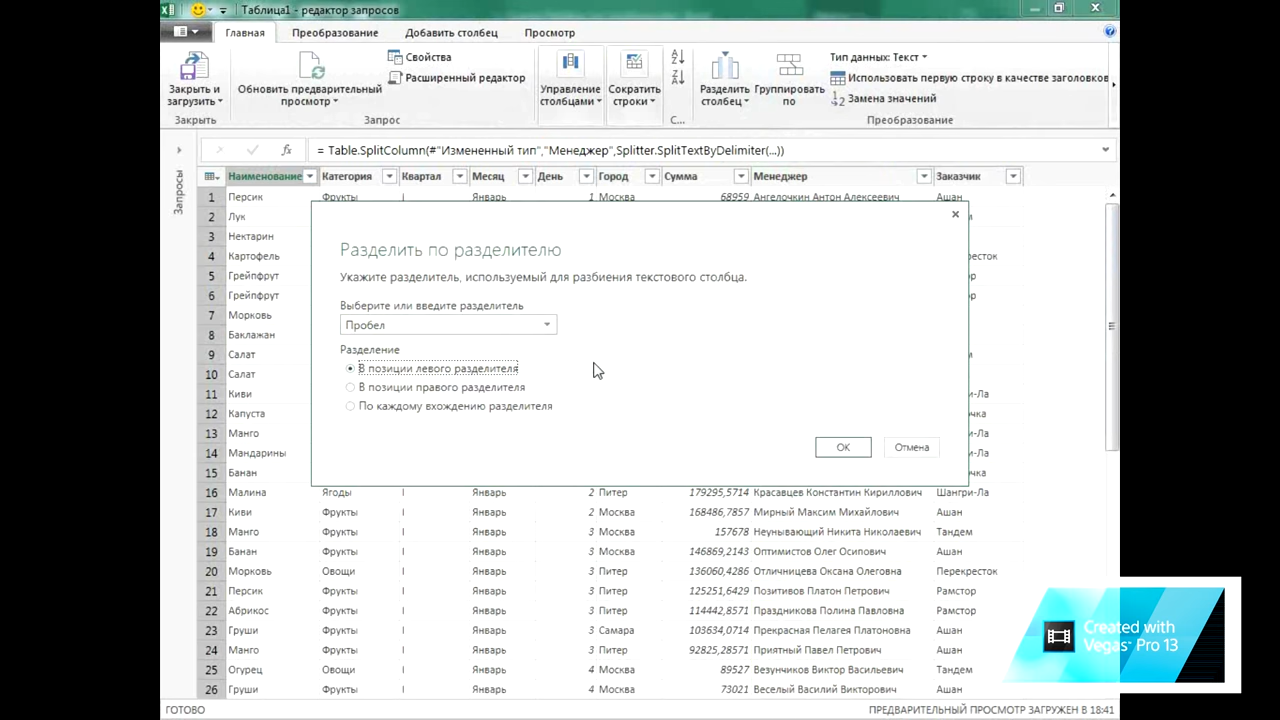 Таблица1 - редактор запросов
Главная Преобразование Добавить столбец Просмотр
Закрыть и загрузить
Закрыть
Обновить предварительный просмотр
Свойства
Расширенный редактор
Запрос
Управление столбцами
Сократить строки
С...
Разделить столбец
Группировать по
Тип данных: Текст
Использовать первую строку в качестве заголовков
Замена значений
Преобразование
Запросы
fx = Table.SplitColumn(#"Измененный тип","Менеджер",Splitter.SplitTextByDelimiter(...))
Наименование Категория Квартал Месяц День Город Сумма Менеджер Заказчик
1 Персик Фрукты I Январь 1 Москва 68959 Ангелочкин Антон Алексеевич Ашан
2 Лук
3 Нектарин
4 Картофель есток
5 Грейпфрут ор
6 Грейпфрут ор
7 Морковь
8 Баклажан
9 Салат
10 Салат
11 Киви и-Ла
12 Капуста чка
13 Манго и-Ла
14 Мандарины и-Ла
15 Банан чка
Разделить по разделителю
Укажите разделитель, используемый для разбиения текстового столбца.
Выберите или введите разделитель
Пробел
Разделение
В позиции левого разделителя
В позиции правого разделителя
По каждому вхождению разделителя
ОК Отмена
16 Малина Ягоды I Январь 2 Питер 179295,5714 Красавцев Константин Кириллович Шангри-Ла
17 Киви Фрукты I Январь 2 Москва 168486,7857 Мирный Максим Михайлович Ашан
18 Манго Фрукты I Январь 3 Москва 157678 Неунывающий Никита Николаевич Тандем
19 Банан Фрукты I Январь 3 Москва 146869,2143 Оптимистов Олег Осипович Ашан
20 Морковь Овощи I Январь 3 Питер 136060,4286 Отличницева Оксана Олеговна Перекресток
21 Персик Фрукты I Январь 3 Питер 125251,6429 Позитивов Платон Петрович Рамстор
22 Абрикос Фрукты I Январь 3 Питер 114442,8571 Праздникова Полина Павловна Рамстор
23 Груши Фрукты I Январь 3 Самара 103634,0714 Прекрасная Пелагея Платоновна Ашан
24 Манго Фрукты I Январь 3 Питер 92825,28571 Приятный Павел Петрович Ашан
25 Огурец Овощи I Январь 4 Москва 89527 Везунчиков Виктор Васильевич Тандем
26 Груши Фрукты I Январь 4 Москва 73021 Веселый Василий Викторович Ашан
ГОТОВО ПРЕДВАРИТЕЛЬНЫЙ ПРОСМОТР ЗАГРУЖЕН В 18:41
Created with
Vegas Pro 13